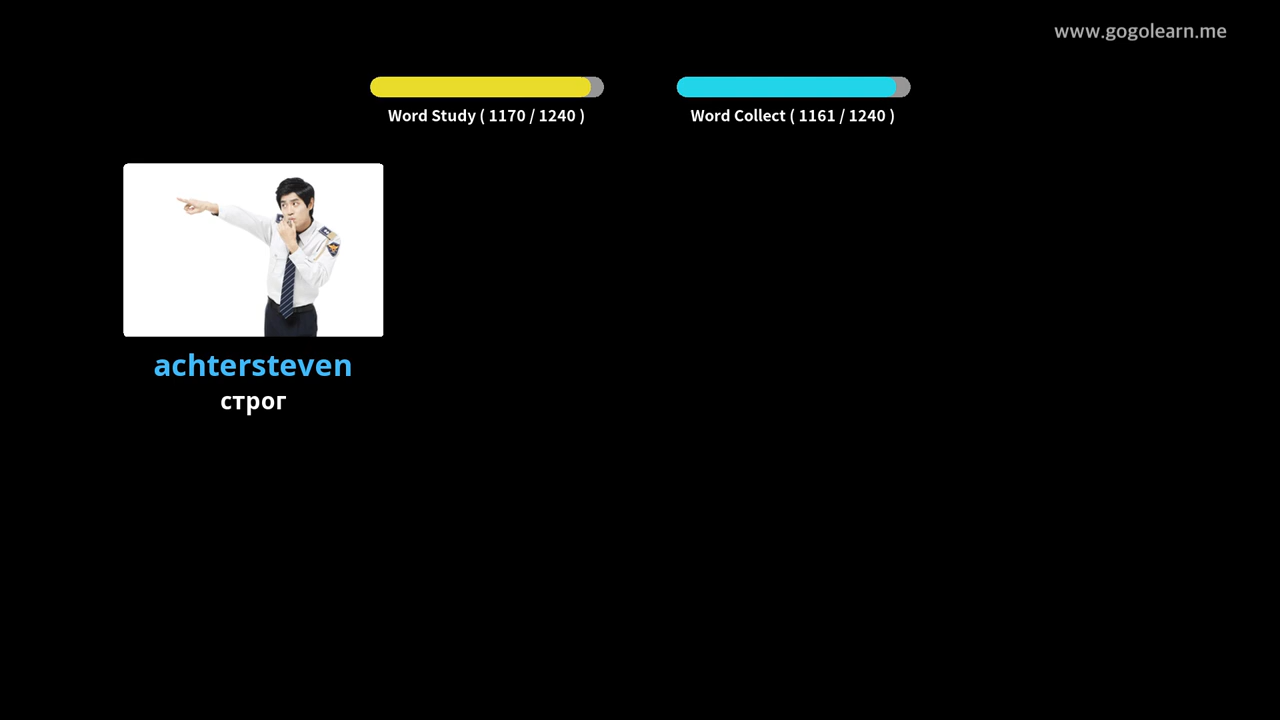 www.gogolearn.me
Word Study ( 1170 / 1240 )
Word Collect ( 1161 / 1240 )
achtersteven
строг